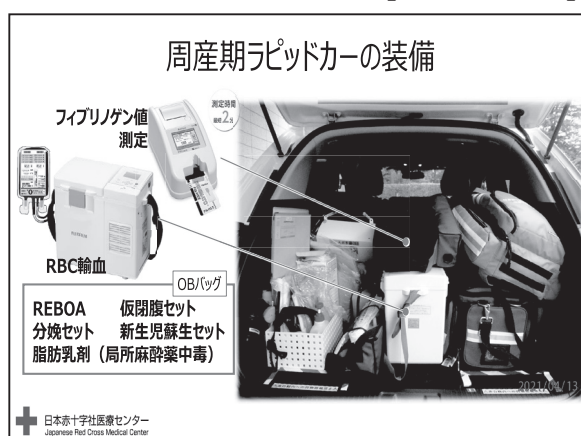 周産期ラピッドカーの装備
フィブリノゲン値
測定
測定時間
最短2分
RBC輸血
OBバッグ
REBOA 仮閉腹セット
分娩セット 新生児蘇生セット
脂肪乳剤（局所麻酔薬中毒）
2021/04/13
日本赤十字社医療センター
Japanese Red Cross Medical Center